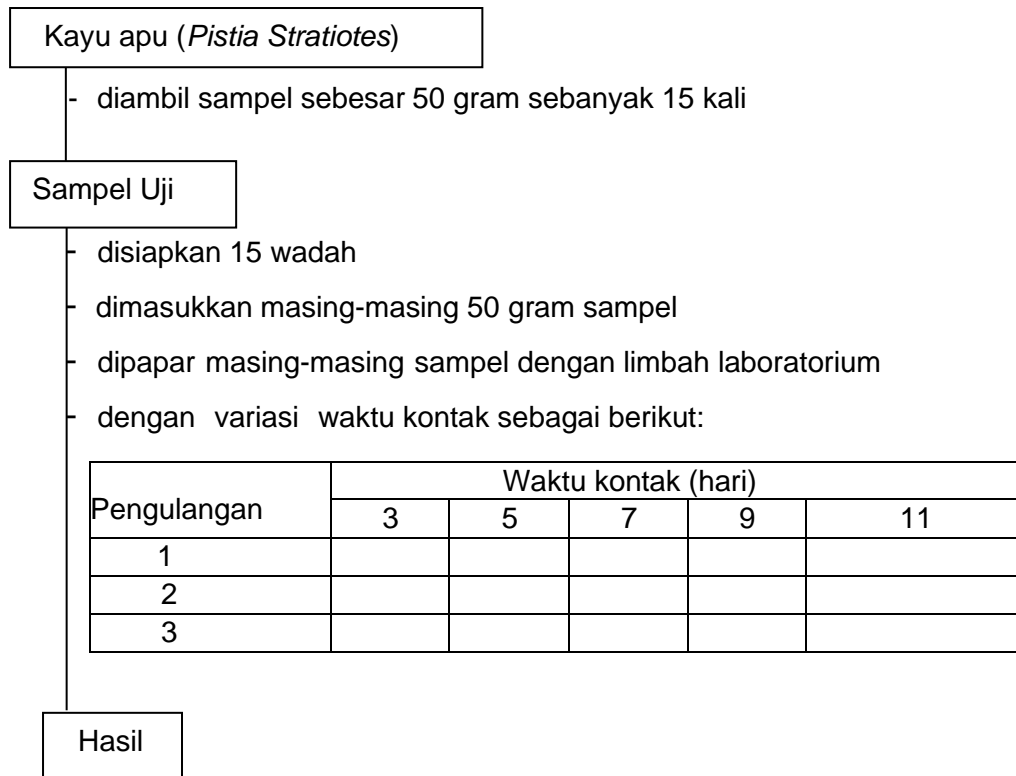 Kayu apu (Pistia Stratiotes)
- diambil sampel sebesar 50 gram sebanyak 15 kali
Sampel Uji
- disiapkan 15 wadah
- dimasukkan masing-masing 50 gram sampel
- dipapar masing-masing sampel dengan limbah laboratorium
- dengan variasi waktu kontak sebagai berikut:
Waktu kontak (hari)
Pengulangan
3 5 7 9 11
1
2
3
Hasil